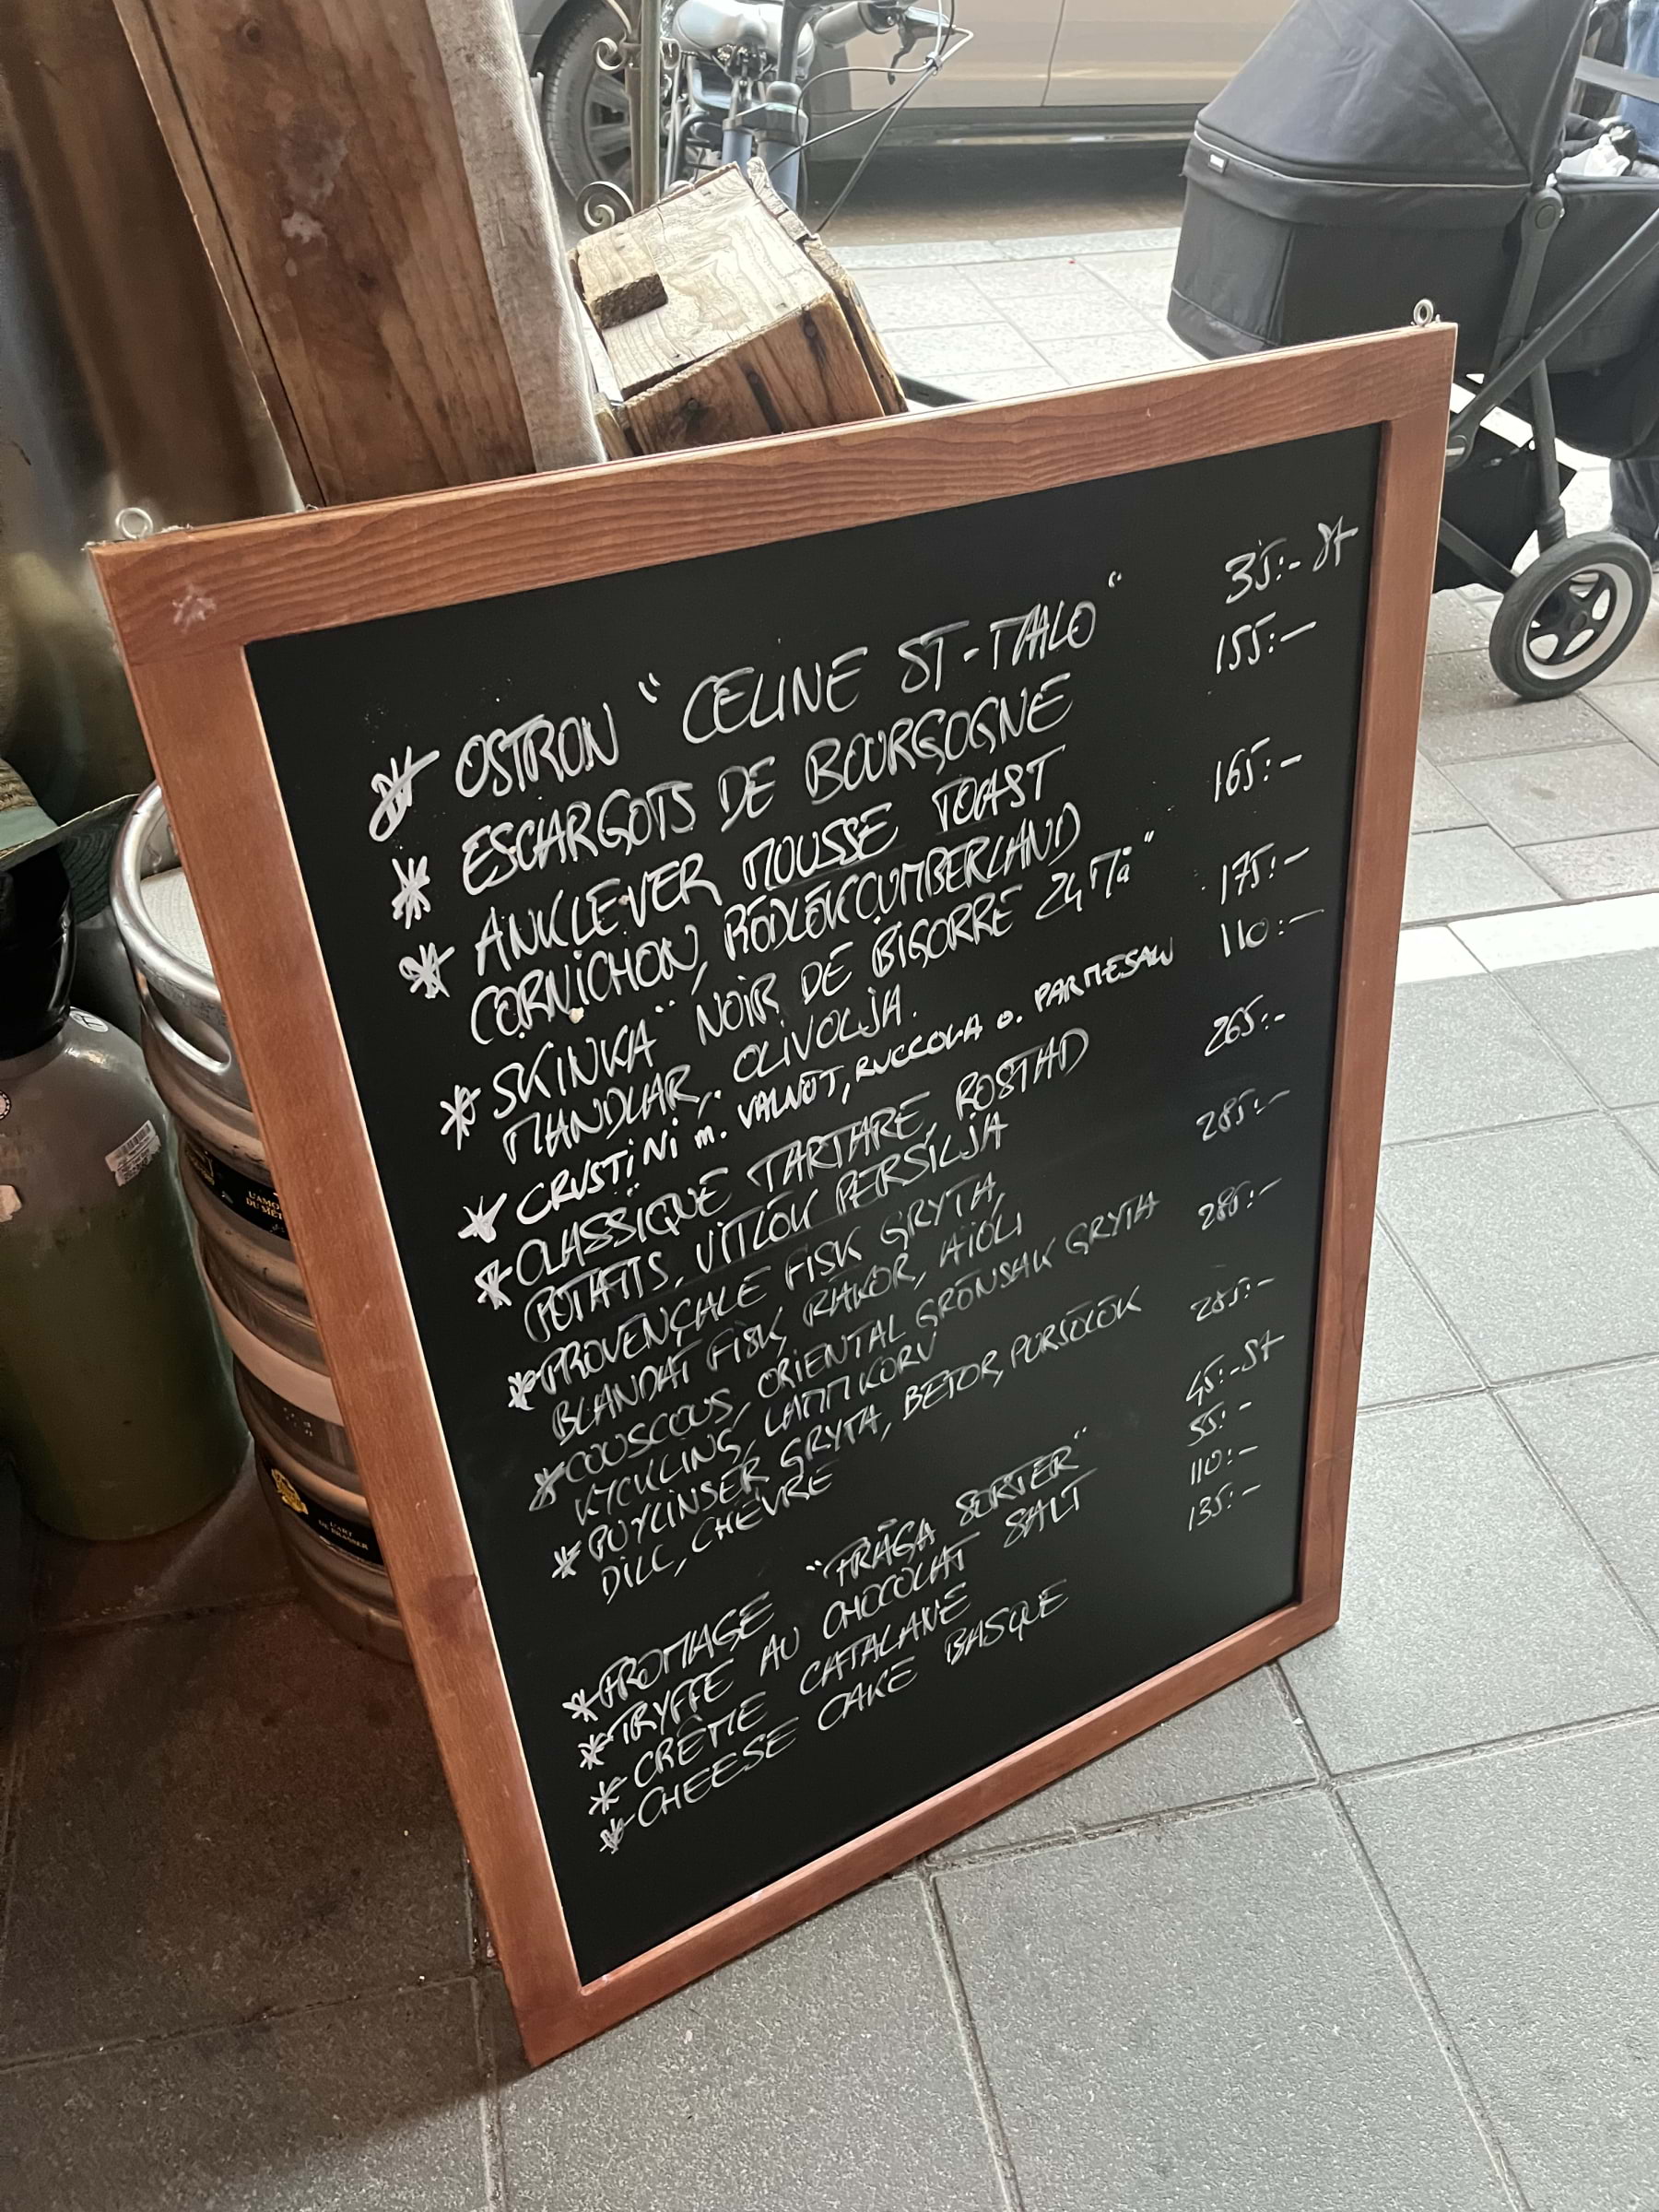 * OSTRON "CELINE ST-MALO" 35:- st
* ESCARGOTS DE BOURGOGNE 155:-
* ANKLEVER MOUSSE TOAST
CORNICHON, RÖDLÖK CUMBERLAND 165:-
* SKINKA "NOIR DE BIGORRE 24 Må" 175:-
MANDLAR, OLIVOLJA.
* CRUSTiNi m. VALNÖT, RUCCOLA O. PARMESAN 110:-
* CLASSIQUE TARTARE, ROSTAD 265:-
POTATIS, VITLÖK PERSILJA
* PROVENÇALE FISK GRYTA, 285:-
BLANDAT FISK, RÄKOR, AIOLI
* COUSCOUS, ORIENTAL GRÖNSAK GRYTA 285:-
KYCKLING, LAMMKORV
* PUYLINSER GRYTA, BETOR, PURJOLÖK 285:-
DILL, CHEVRE
* FROMAGE "FRÅGA SORTER" 45:- st
* TRYFFE AU CHOCOLAT SALT 55:-
* CRÈME CATALANE 110:-
* CHEESE CAKE BASQUE 135:-
L'ART
DE BRASSER